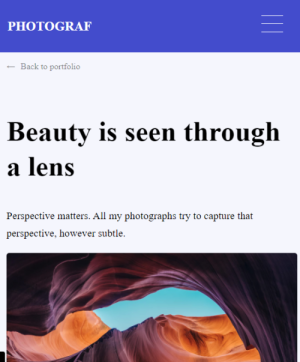 PHOTOGRAF
← Back to portfolio
Beauty is seen through
a lens
Perspective matters. All my photographs try to capture that
perspective, however subtle.